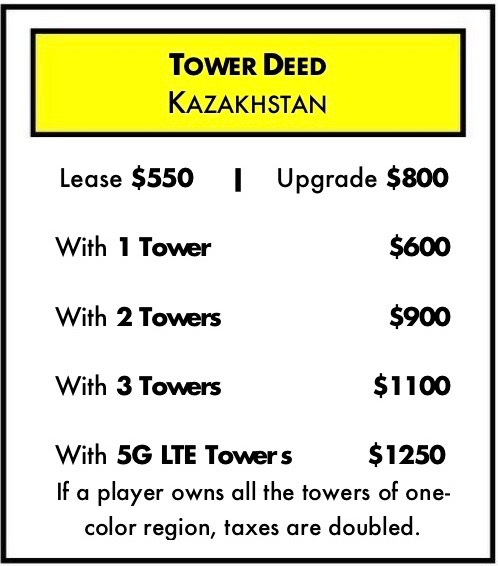 TOWER DEED
KAZAKHSTAN
Lease $550 | Upgrade $800
With 1 Tower $600
With 2 Towers $900
With 3 Towers $1100
With 5G LTE Towers $1250
If a player owns all the towers of one-
color region, taxes are doubled.